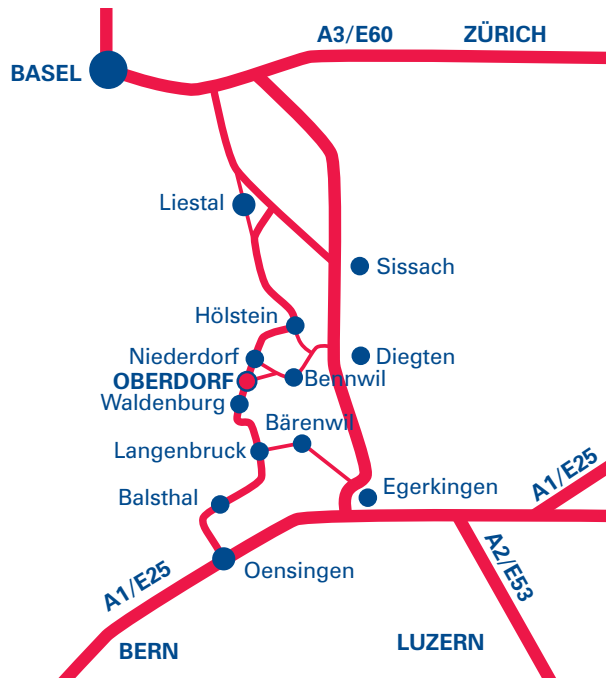 A3/E60
ZÜRICH
BASEL
Liestal
Sissach
Hölstein
Niederdorf
Diegten
OBERDORF
Bennwil
Waldenburg
Bärenwil
Langenbruck
Egerkingen
A1/E25
Balsthal
A2/E53
Oensingen
A1/E25
BERN
LUZERN